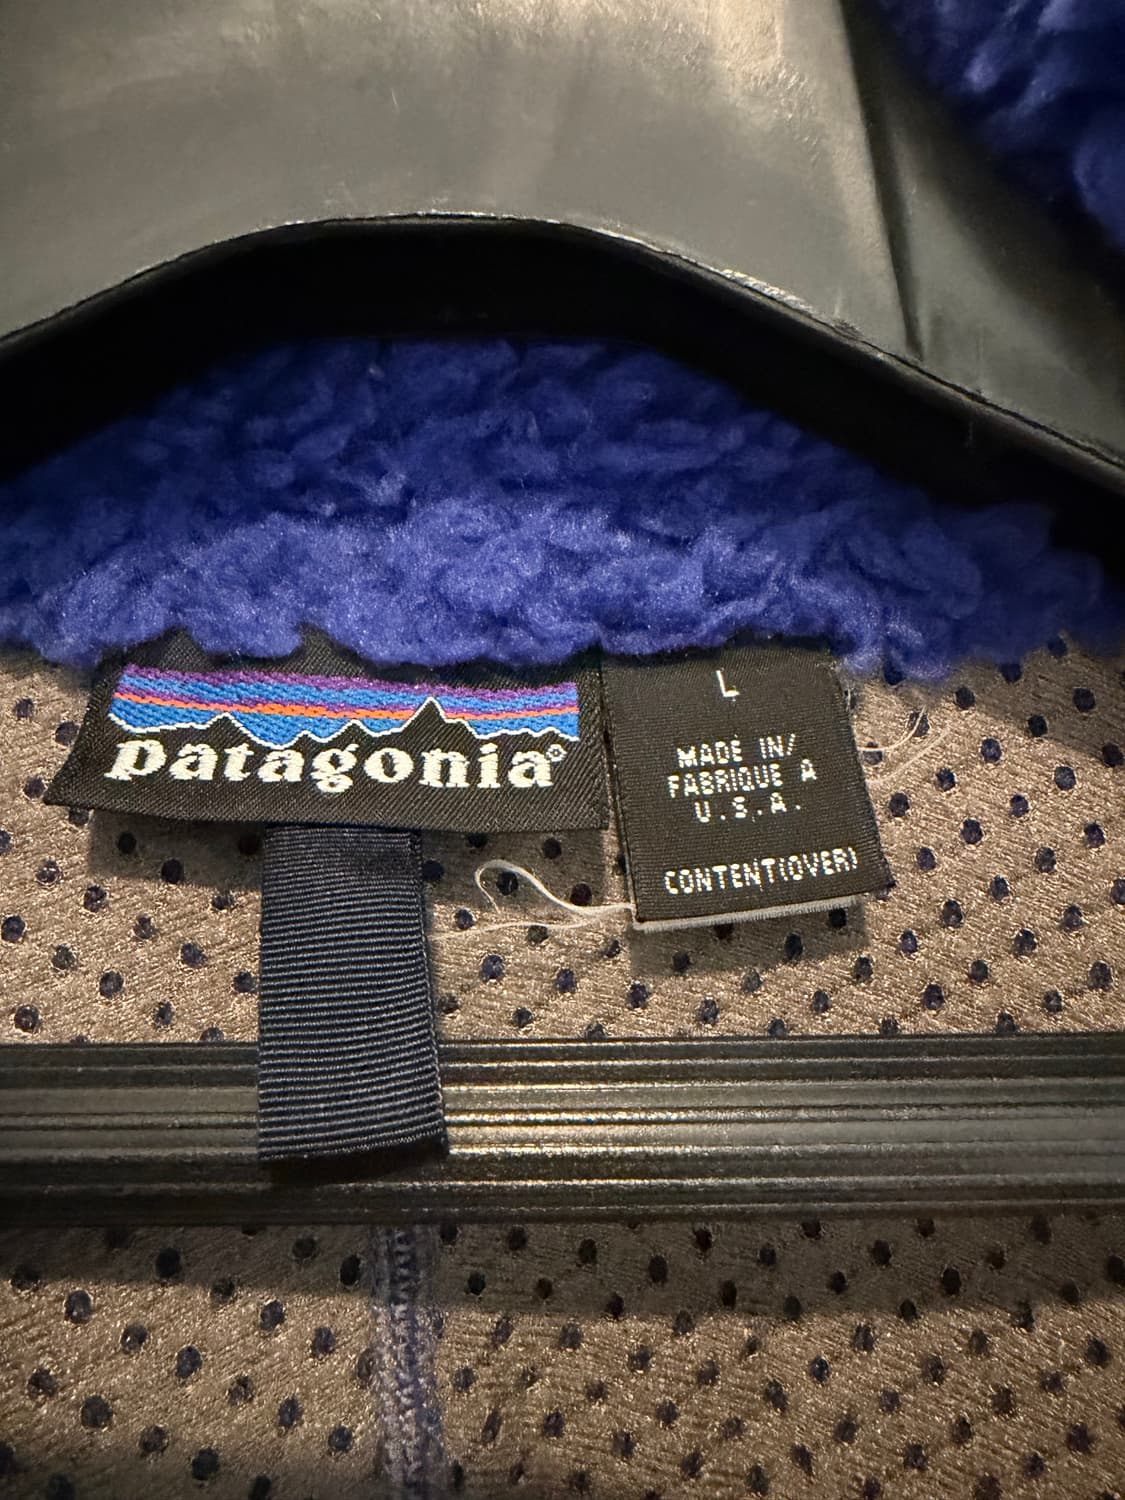 patagonia®
L
MADE IN/
FABRIQUE A
U.S.A.
CONTENT(OVER)